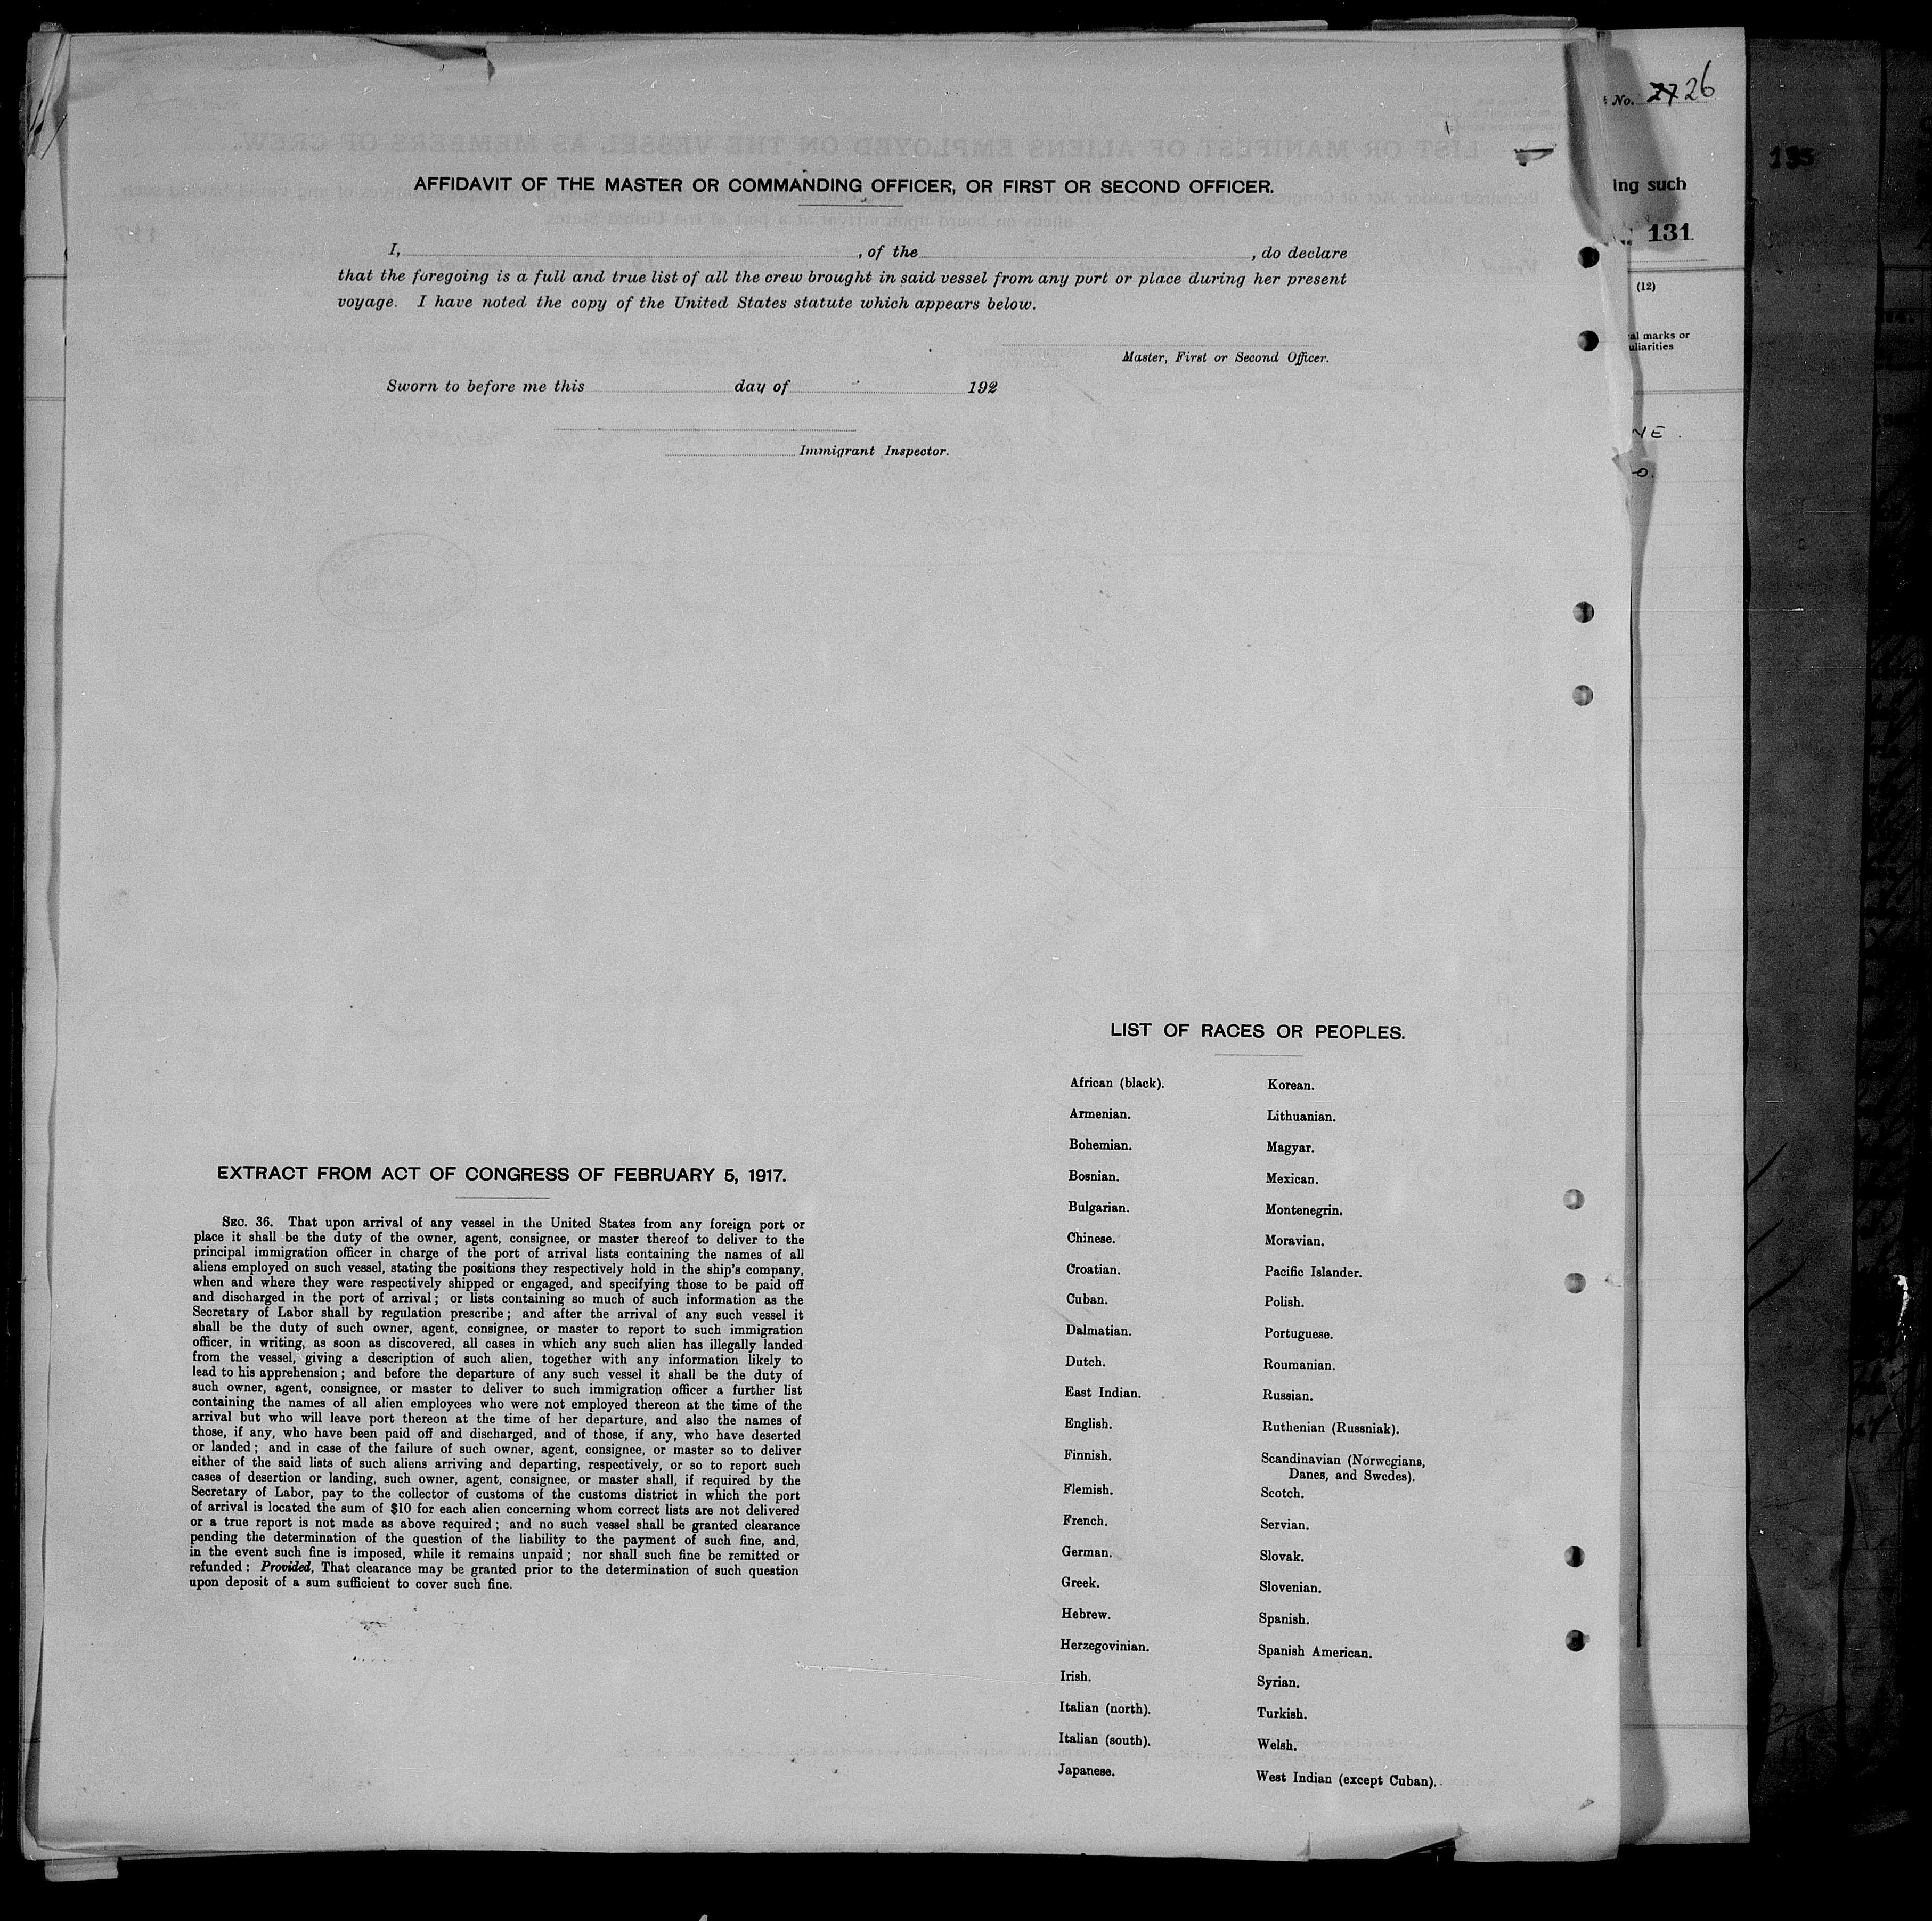 No. 27 26
135
AFFIDAVIT OF THE MASTER OR COMMANDING OFFICER, OR FIRST OR SECOND OFFICER.
ing such
131
I, , of the , do declare
that the foregoing is a full and true list of all the crew brought in said vessel from any port or place during her present
voyage. I have noted the copy of the United States statute which appears below.
(12)
marks or
Master, First or Second Officer.
Sworn to before me this day of 192
Immigrant Inspector.
LIST OF RACES OR PEOPLES.
African (black).
Armenian.
Bohemian.
Bosnian.
Bulgarian.
Chinese.
Croatian.
Cuban.
Dalmatian.
Dutch.
East Indian.
English.
Finnish.
Flemish.
French.
German.
Greek.
Hebrew.
Herzegovinian.
Irish.
Italian (north).
Italian (south).
Japanese.
Korean.
Lithuanian.
Magyar.
Mexican.
Montenegrin.
Moravian.
Pacific Islander.
Polish.
Portuguese.
Roumanian.
Russian.
Ruthenian (Russniak).
Scandinavian (Norwegians,
Danes, and Swedes).
Scotch.
Servian.
Slovak.
Slovenian.
Spanish.
Spanish American.
Syrian.
Turkish.
Welsh.
West Indian (except Cuban).
EXTRACT FROM ACT OF CONGRESS OF FEBRUARY 5, 1917.
SEC. 36. That upon arrival of any vessel in the United States from any foreign port or
place it shall be the duty of the owner, agent, consignee, or master thereof to deliver to the
principal immigration officer in charge of the port of arrival lists containing the names of all
aliens employed on such vessel, stating the positions they respectively hold in the ship's company,
when and where they were respectively shipped or engaged, and specifying those to be paid off
and discharged in the port of arrival; or lists containing so much of such information as the
Secretary of Labor shall by regulation prescribe; and after the arrival of any such vessel it
shall be the duty of such owner, agent, consignee, or master to report to such immigration
officer, in writing, as soon as discovered, all cases in which any such alien has illegally landed
from the vessel, giving a description of such alien, together with any information likely to
lead to his apprehension; and before the departure of any such vessel it shall be the duty of
such owner, agent, consignee, or master to deliver to such immigration officer a further list
containing the names of all alien employees who were not employed thereon at the time of the
arrival but who will leave port thereon at the time of her departure, and also the names of
those, if any, who have been paid off and discharged, and of those, if any, who have deserted
or landed; and in case of the failure of such owner, agent, consignee, or master so to deliver
either of the said lists of such aliens arriving and departing, respectively, or so to report such
cases of desertion or landing, such owner, agent, consignee, or master shall, if required by the
Secretary of Labor, pay to the collector of customs of the customs district in which the port
of arrival is located the sum of $10 for each alien concerning whom correct lists are not delivered
or a true report is not made as above required; and no such vessel shall be granted clearance
pending the determination of the question of the liability to the payment of such fine, and,
in the event such fine is imposed, while it remains unpaid; nor shall such fine be remitted or
refunded: Provided, That clearance may be granted prior to the determination of such question
upon deposit of a sum sufficient to cover such fine.